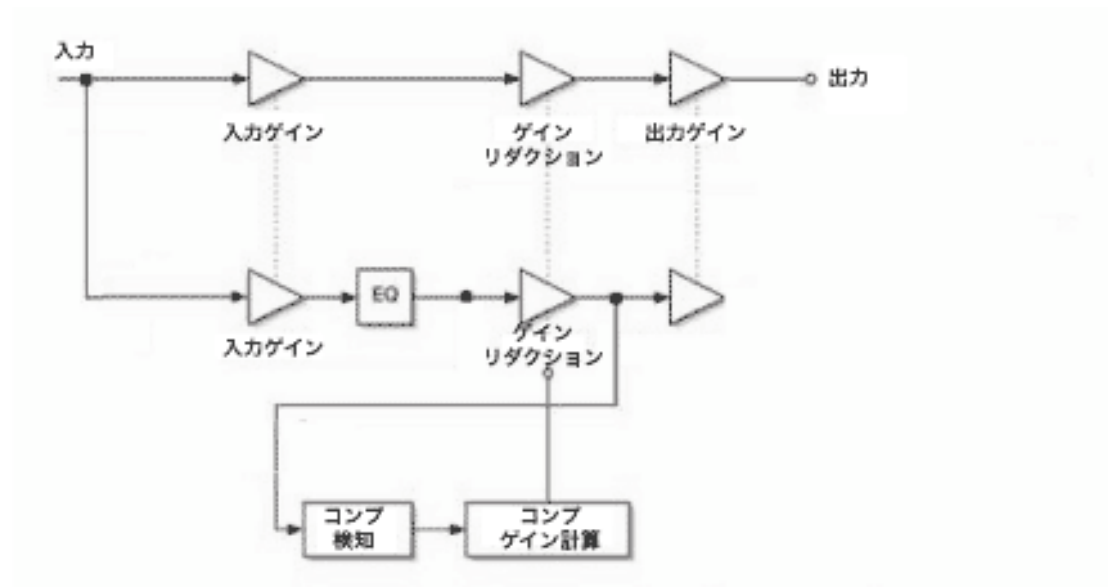 入力
出力
入力ゲイン
ゲイン
リダクション
出力ゲイン
EQ
入力ゲイン
ゲイン
リダクション
コンプ
検知
コンプ
ゲイン計算